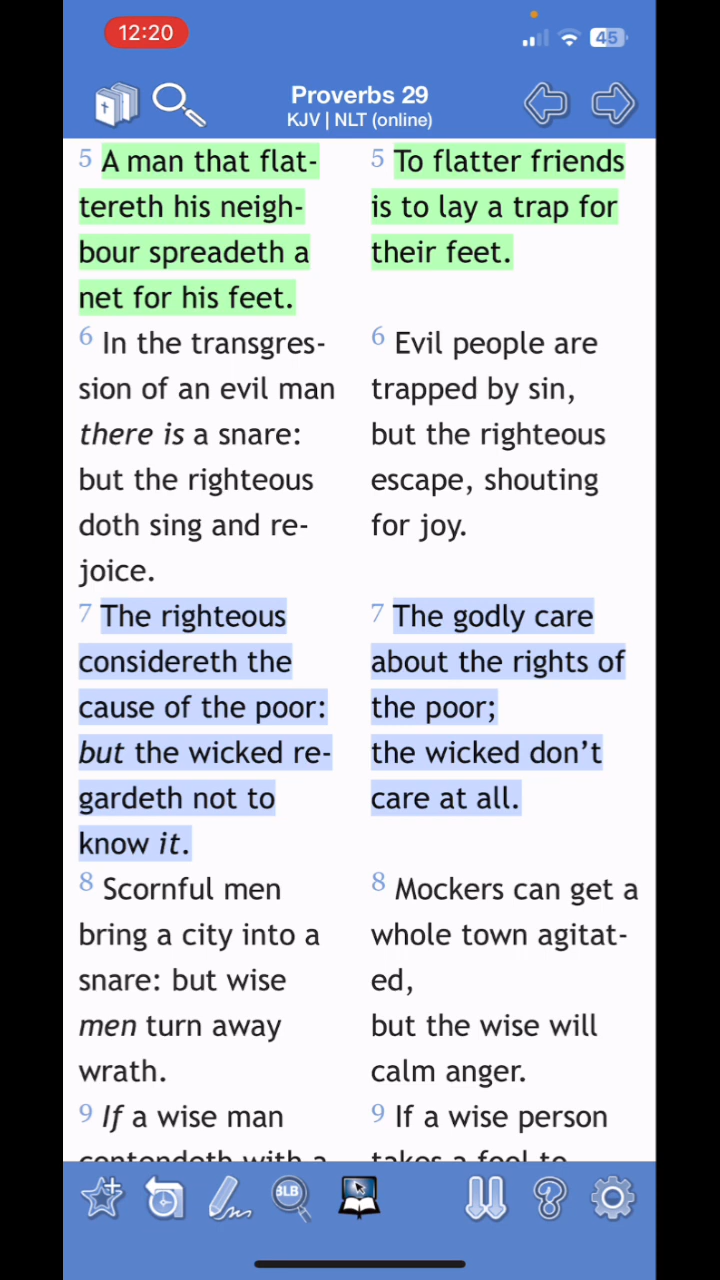 12:20
45
Proverbs 29
KJV | NLT (online)
5 A man that flat-
tereth his neigh-
bour spreadeth a
net for his feet.
6 In the transgres-
sion of an evil man
there is a snare:
but the righteous
doth sing and re-
joice.
7 The righteous
considereth the
cause of the poor:
but the wicked re-
gardeth not to
know it.
8 Scornful men
bring a city into a
snare: but wise
men turn away
wrath.
9 If a wise man
contendeth with a
5 To flatter friends
is to lay a trap for
their feet.
6 Evil people are
trapped by sin,
but the righteous
escape, shouting
for joy.
7 The godly care
about the rights of
the poor;
the wicked don’t
care at all.
8 Mockers can get a
whole town agitat-
ed,
but the wise will
calm anger.
9 If a wise person
takes a fool to
BLB